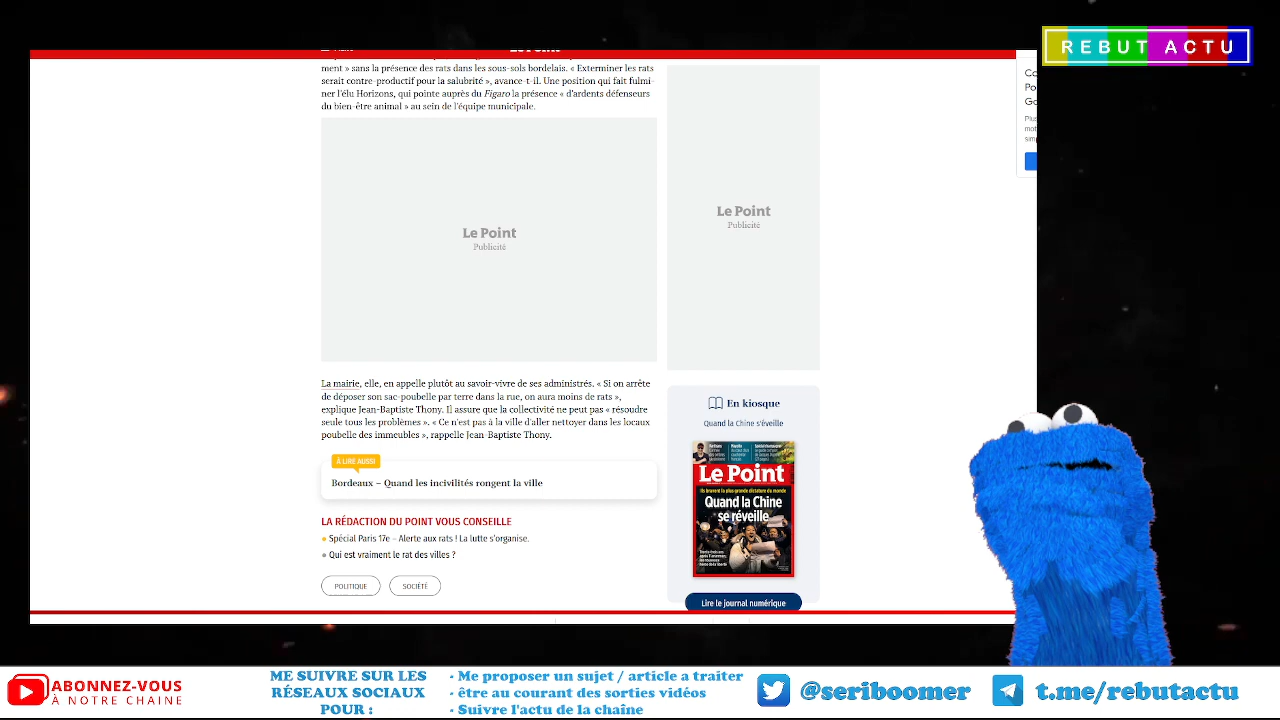 REBUT ACTU
ment » sans la présence des rats dans les sous-sols bordelais. « Exterminer les rats
serait contre-productif pour la salubrité », avance-t-il. Une position qui fait fulmi-
ner l'élu Horizons, qui pointe auprès du Figaro la présence « d'ardents défenseurs
du bien-être animal » au sein de l'équipe municipale.
Le Point
Publicité
Le Point
Publicité
La mairie, elle, en appelle plutôt au savoir-vivre de ses administrés. « Si on arrête
de déposer son sac-poubelle par terre dans la rue, on aura moins de rats »,
explique Jean-Baptiste Thony. Il assure que la collectivité ne peut pas « résoudre
seule tous les problèmes ». « Ce n'est pas à la ville d'aller nettoyer dans les locaux
poubelle des immeubles », rappelle Jean-Baptiste Thony.
À LIRE AUSSI
Bordeaux – Quand les incivilités rongent la ville
LA RÉDACTION DU POINT VOUS CONSEILLE
Spécial Paris 17e – Alerte aux rats ! La lutte s'organise.
Qui est vraiment le rat des villes ?
POLITIQUE
SOCIÉTÉ
En kiosque
Quand la Chine s'éveille
Le Point
Ils bravent la plus grande dictature du monde
Quand la Chine
se réveille
Lire le journal numérique
ABONNEZ-VOUS
À NOTRE CHAINE
ME SUIVRE SUR LES
RÉSEAUX SOCIAUX
POUR :
- Me proposer un sujet / article a traiter
- être au courant des sorties vidéos
- Suivre l'actu de la chaîne
@seriboomer
t.me/rebutactu